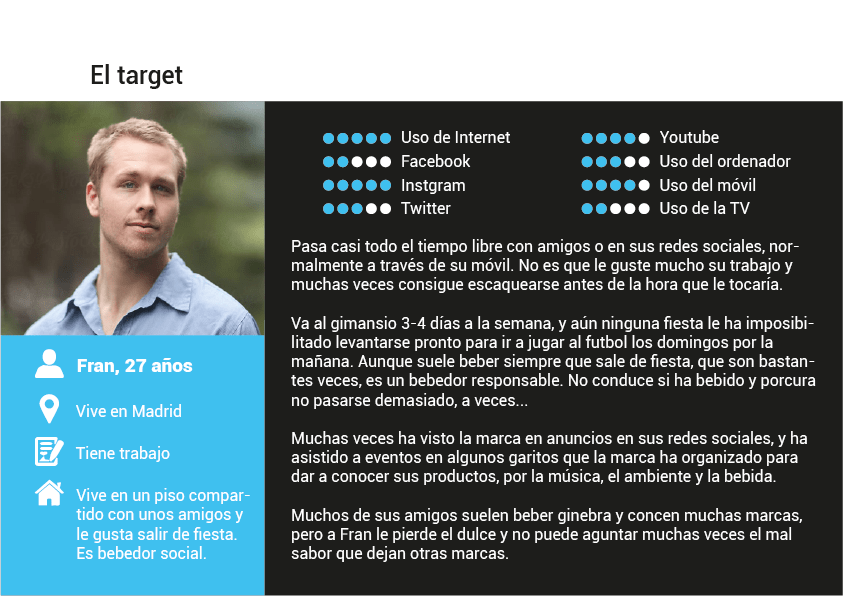 El target
Fran, 27 años
Vive en Madrid
Tiene trabajo
Vive en un piso compar-
tido con unos amigos y
le gusta salir de fiesta.
Es bebedor social.
Uso de Internet
Facebook
Instgram
Twitter
Youtube
Uso del ordenador
Uso del móvil
Uso de la TV
Pasa casi todo el tiempo libre con amigos o en sus redes sociales, nor-
malmente a través de su móvil. No es que le guste mucho su trabajo y
muchas veces consigue escaquearse antes de la hora que le tocaría.
Va al gimansio 3-4 días a la semana, y aún ninguna fiesta le ha imposibi-
litado levantarse pronto para ir a jugar al futbol los domingos por la
mañana. Aunque suele beber siempre que sale de fiesta, que son bastan-
tes veces, es un bebedor responsable. No conduce si ha bebido y porcura
no pasarse demasiado, a veces...
Muchas veces ha visto la marca en anuncios en sus redes sociales, y ha
asistido a eventos en algunos garitos que la marca ha organizado para
dar a conocer sus productos, por la música, el ambiente y la bebida.
Muchos de sus amigos suelen beber ginebra y concen muchas marcas,
pero a Fran le pierde el dulce y no puede aguantar muchas veces el mal
sabor que dejan otras marcas.